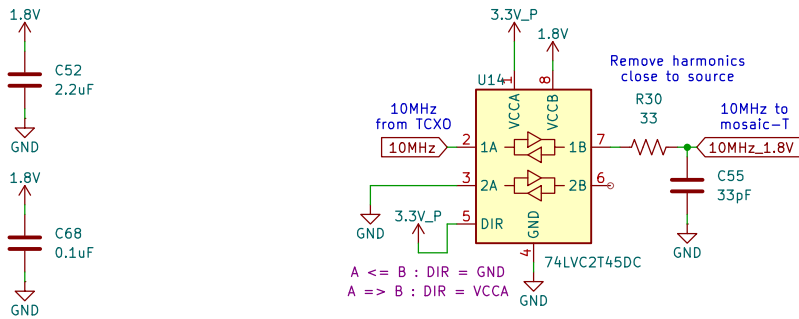 1.8V
C52
2.2uF
GND
1.8V
C68
0.1uF
GND
3.3V_P
1.8V
U14
1
8
VCCA
VCCB
10MHz
from TCXO
10MHz
2
1A
1B
7
3
2A
2B
6
GND
3.3V_P
5
DIR
GND
4
74LVC2T45DC
GND
A <= B : DIR = GND
A => B : DIR = VCCA
Remove harmonics
close to source
R30
33
10MHz to
mosaic-T
10MHz_1.8V
C55
33pF
GND